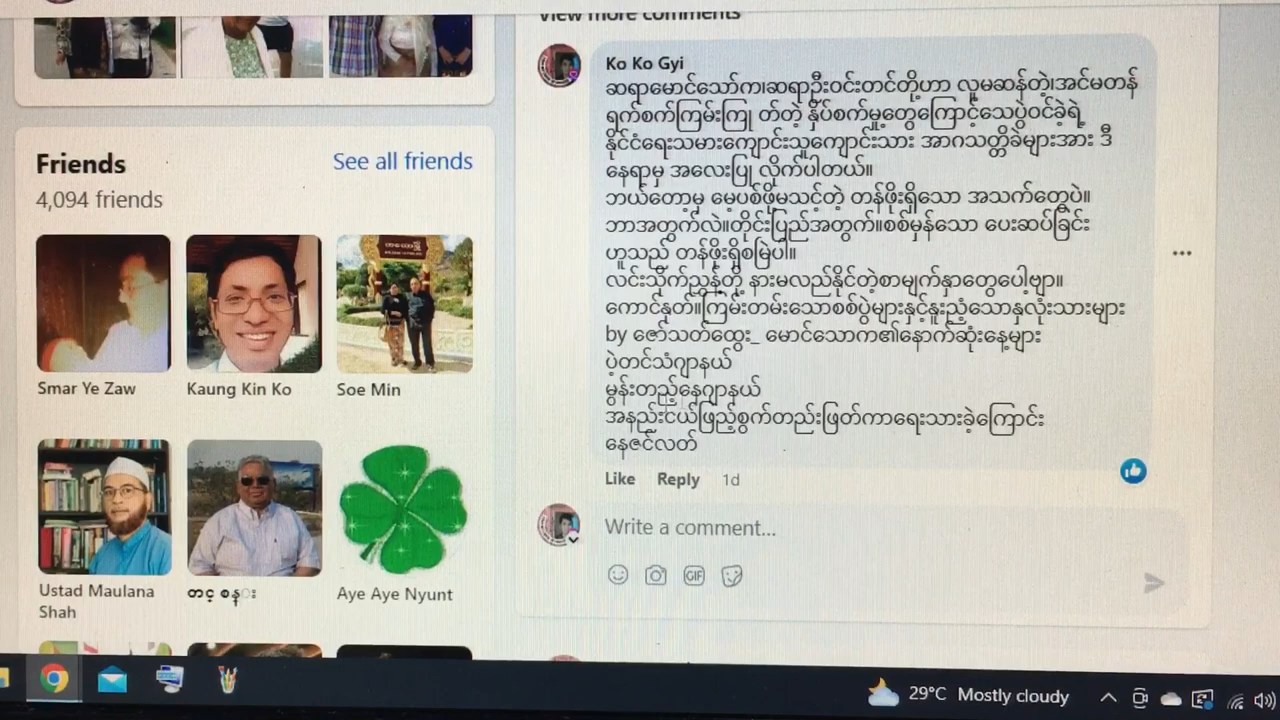 View more comments
Friends
See all friends
4,094 friends
Smar Ye Zaw
Kaung Kin Ko
Soe Min
Ustad Maulana
Shah
တင့် စန်း
Aye Aye Nyunt
Ko Ko Gyi
ဆရာမောင်သော်က၊ဆရာဦးဝင်းတင်တို့ဟာ လူမဆန်တဲ့၊အင်မတန်
ရက်စက်ကြမ်းကြု တ်တဲ့ နှိပ်စက်မှု့တွေကြောင့်သေပွဲဝင်ခဲ့ရဲ့
နိုင်ငံရေးသမားကျောင်းသူကျောင်းသား အာဂသတ္တိခဲများအား ဒီ
နေရာမှ အလေးပြု လိုက်ပါတယ်။
ဘယ်တော့မှ မေ့ပစ်ဖို့မသင့်တဲ့ တန်ဖိုးရှိသော အသက်တွေပဲ။
ဘာအတွက်လဲ။တိုင်းပြည်အတွက်။စစ်မှန်သော ပေးဆပ်ခြင်း
ဟူသည် တန်ဖိုးရှိစမြဲပါ။
လင်းသိုက်ညွန့်တို့ နားမလည်နိုင်တဲ့စာမျက်နှာတွေပေါ့ဗျာ။
ကောင်နုတ်။ကြမ်းတမ်းသောစစ်ပွဲများနှင့်နူးညံ့သောနှလုံးသားများ
by ဇော်သတ်ထွေး_ မောင်သောက၏နောက်ဆုံးနေ့များ
ပဲ့တင်သံဂျာနယ်
မွန်းတည့်နေဂျာနယ်
အနည်းငယ်ဖြည့်စွက်တည်းဖြတ်ကာရေးသားခဲ့ကြောင်း
နေဇင်လတ်
Like Reply 1d
Write a comment...
GIF
29°C Mostly cloudy